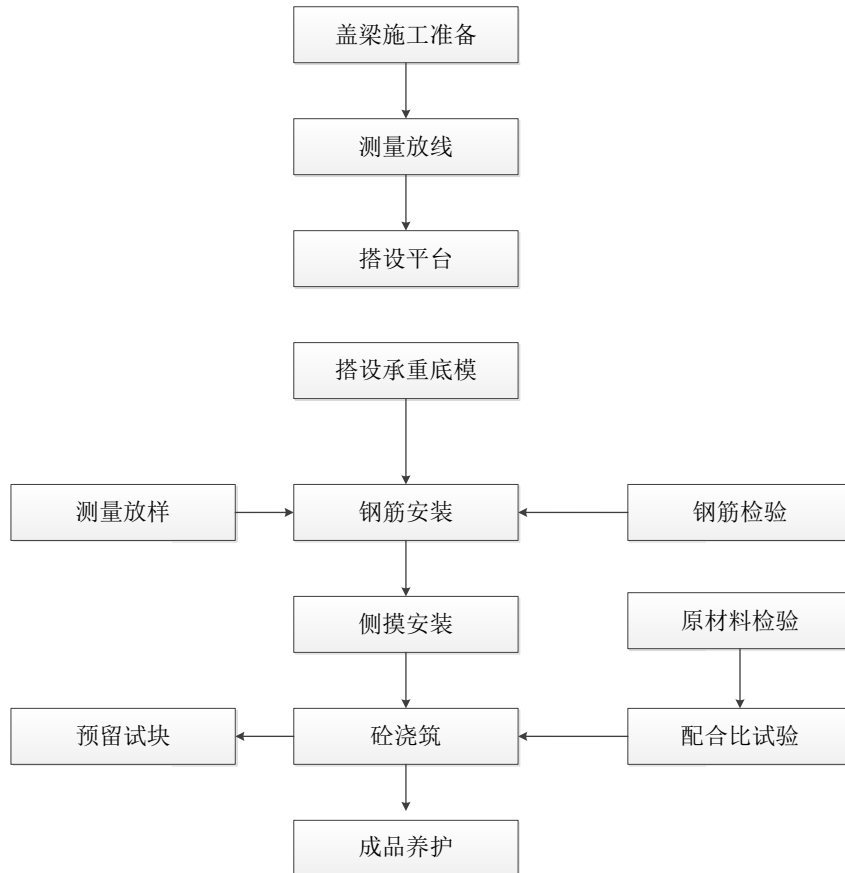 盖梁施工准备
测量放线
搭设平台
搭设承重底模
测量放样
钢筋安装
钢筋检验
侧摸安装
原材料检验
预留试块
砼浇筑
配合比试验
成品养护